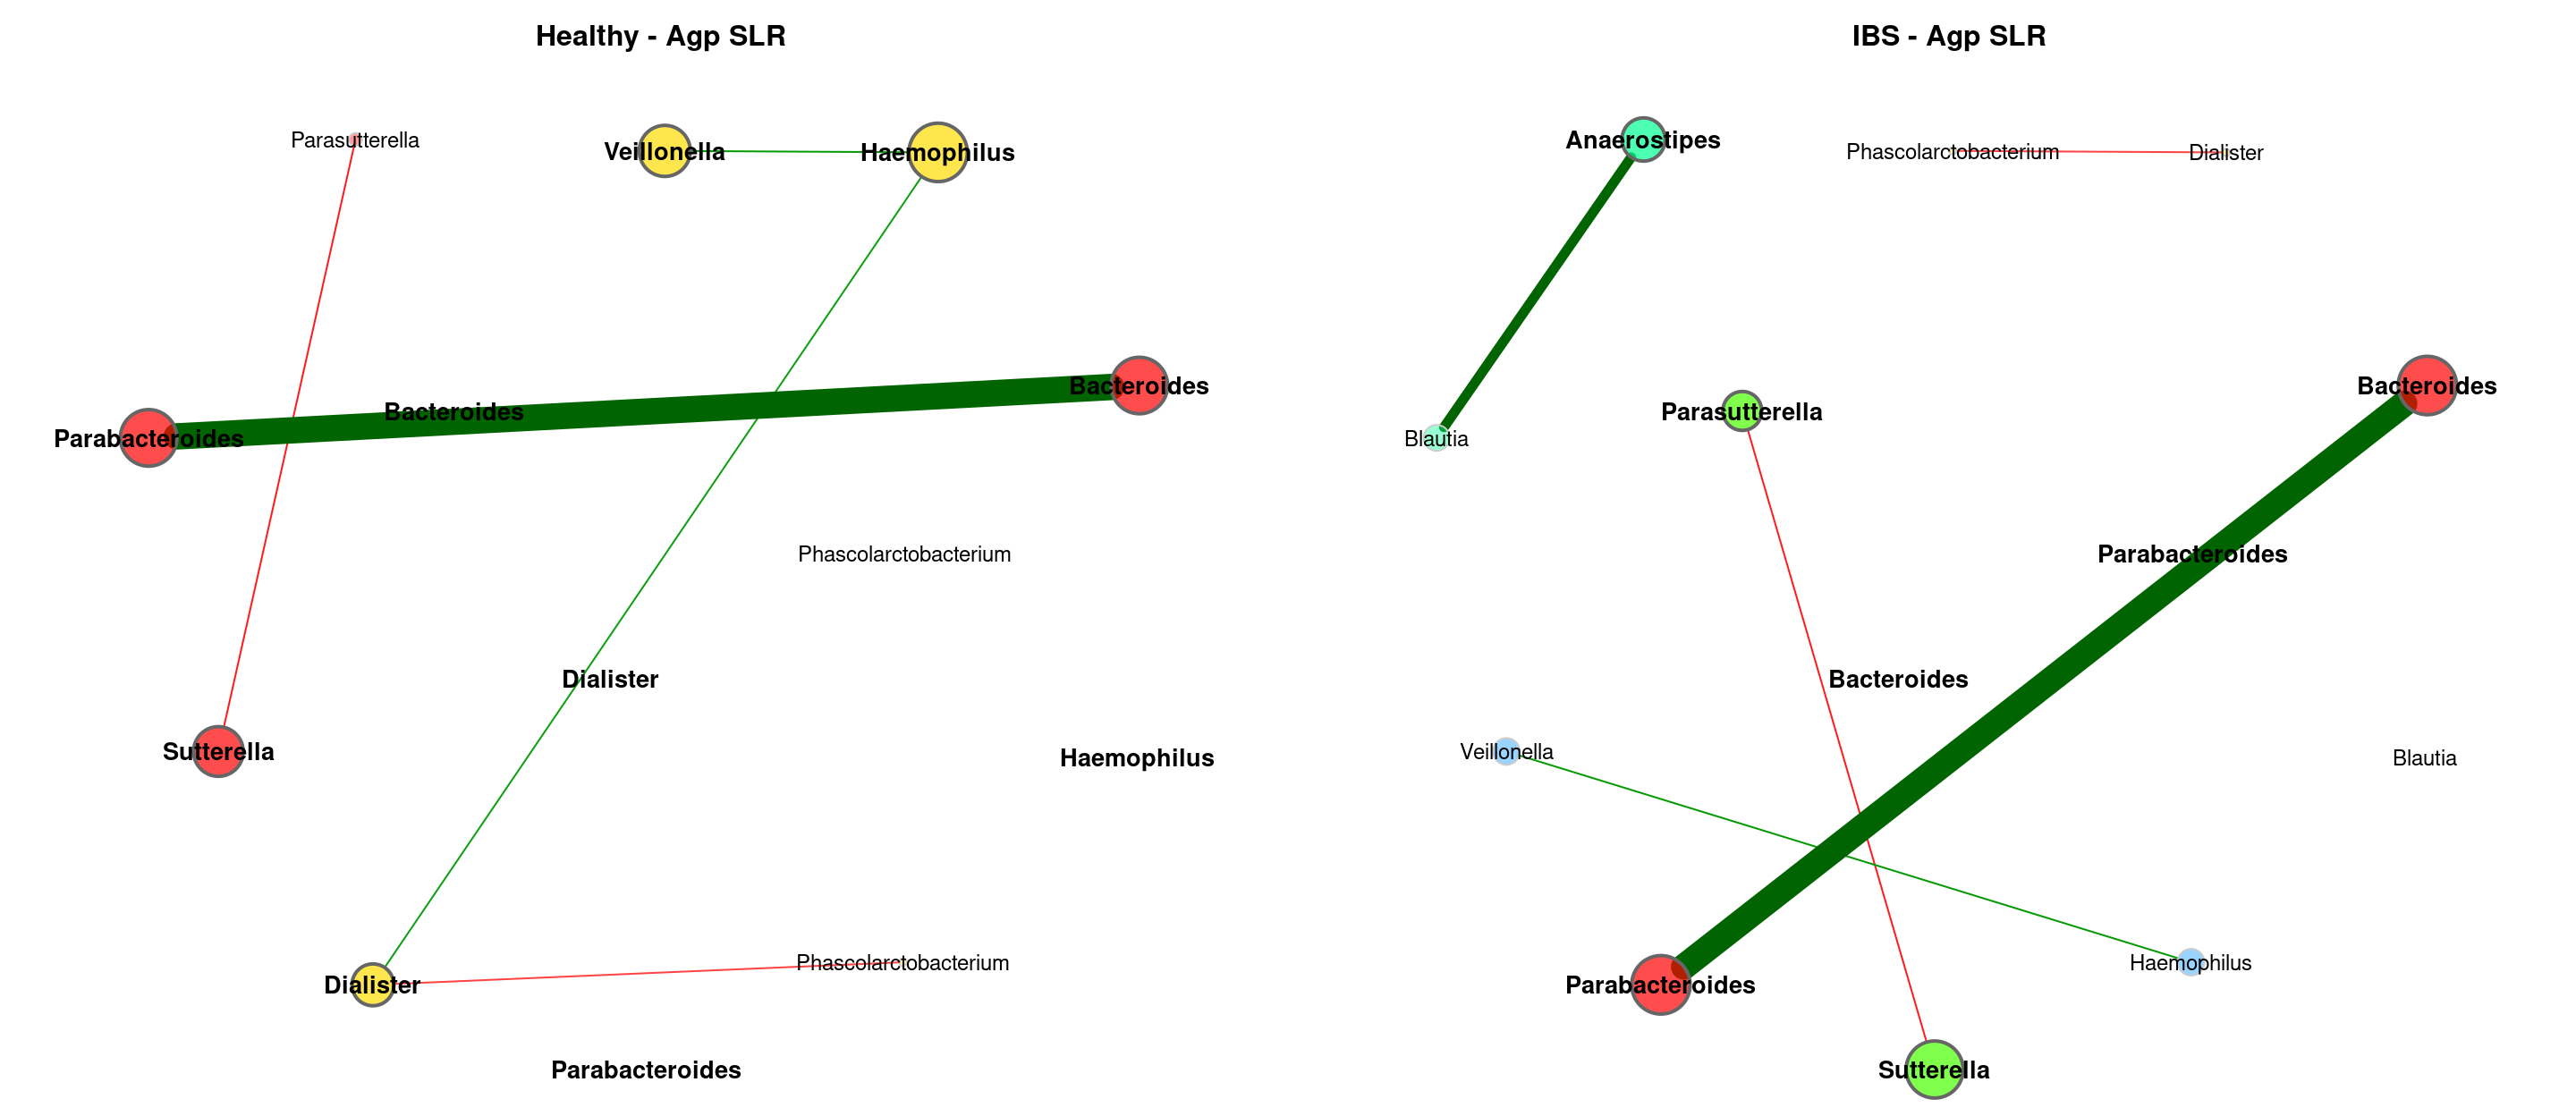 Healthy - Agp SLR
Parasutterella
Veillonella
Haemophilus
Bacteroides
Bacteroides
Parabacteroides
Phascolarctobacterium
Dialister
Sutterella
Haemophilus
Phascolarctobacterium
Dialister
Parabacteroides
IBS - Agp SLR
Anaerostipes
Phascolarctobacterium
Dialister
Bacteroides
Parasutterella
Blautia
Parabacteroides
Bacteroides
Veillonella
Blautia
Haemophilus
Parabacteroides
Sutterella